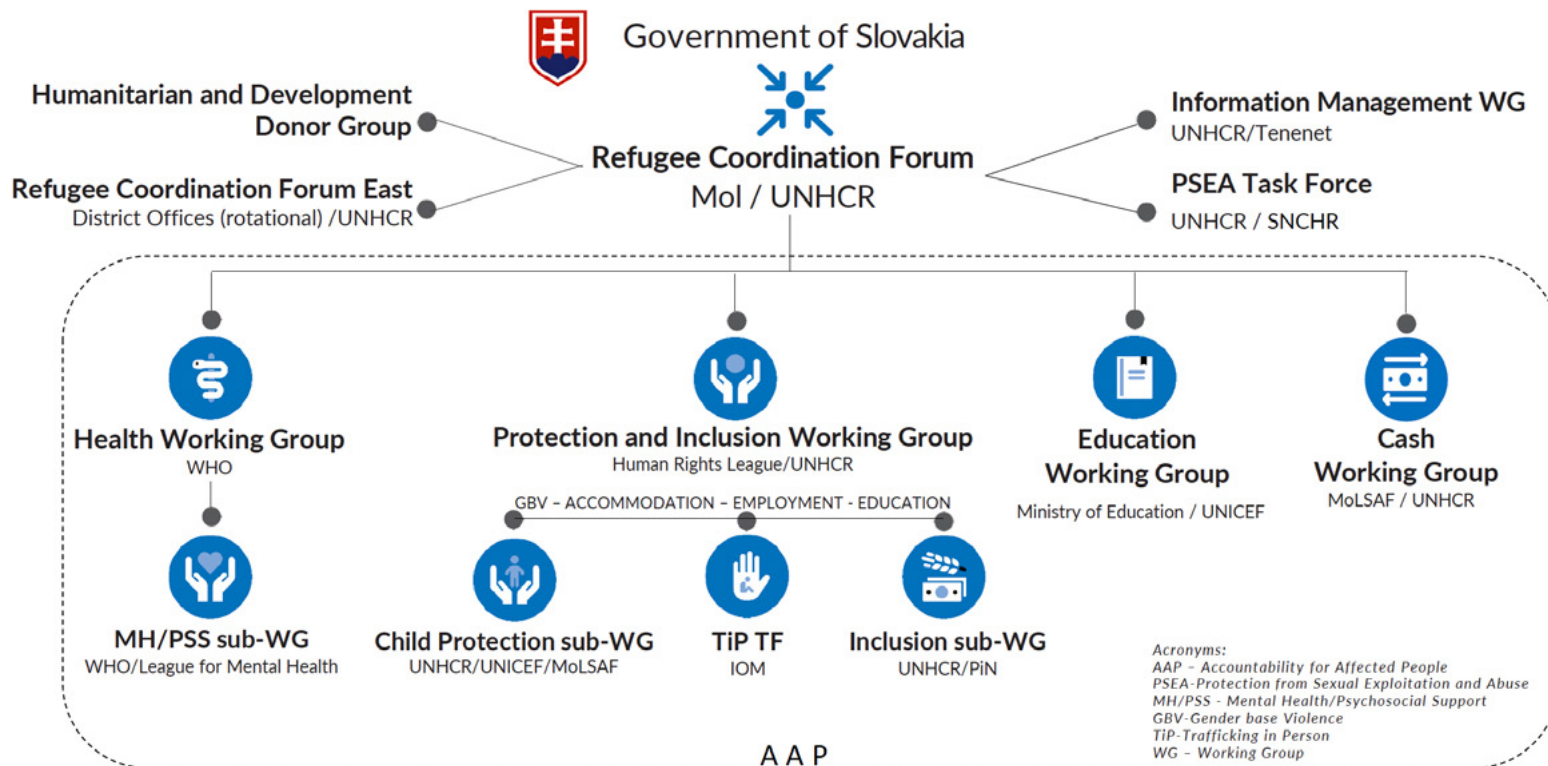 Government of Slovakia
Humanitarian and Development
Donor Group
Refugee Coordination Forum East
District Offices (rotational) /UNHCR
Refugee Coordination Forum
MoI / UNHCR
Information Management WG
UNHCR/Tenenet
PSEA Task Force
UNHCR / SNCHR
Health Working Group
WHO
Protection and Inclusion Working Group
Human Rights League/UNHCR
Education
Working Group
Ministry of Education / UNICEF
Cash
Working Group
MoLSAF / UNHCR
GBV – ACCOMMODATION – EMPLOYMENT - EDUCATION
MH/PSS sub-WG
WHO/League for Mental Health
Child Protection sub-WG
UNHCR/UNICEF/MoLSAF
TiP TF
IOM
Inclusion sub-WG
UNHCR/PiN
Acronyms:
AAP – Accountability for Affected People
PSEA-Protection from Sexual Exploitation and Abuse
MH/PSS - Mental Health/Psychosocial Support
GBV-Gender base Violence
TiP-Trafficking in Person
WG – Working Group
A A P